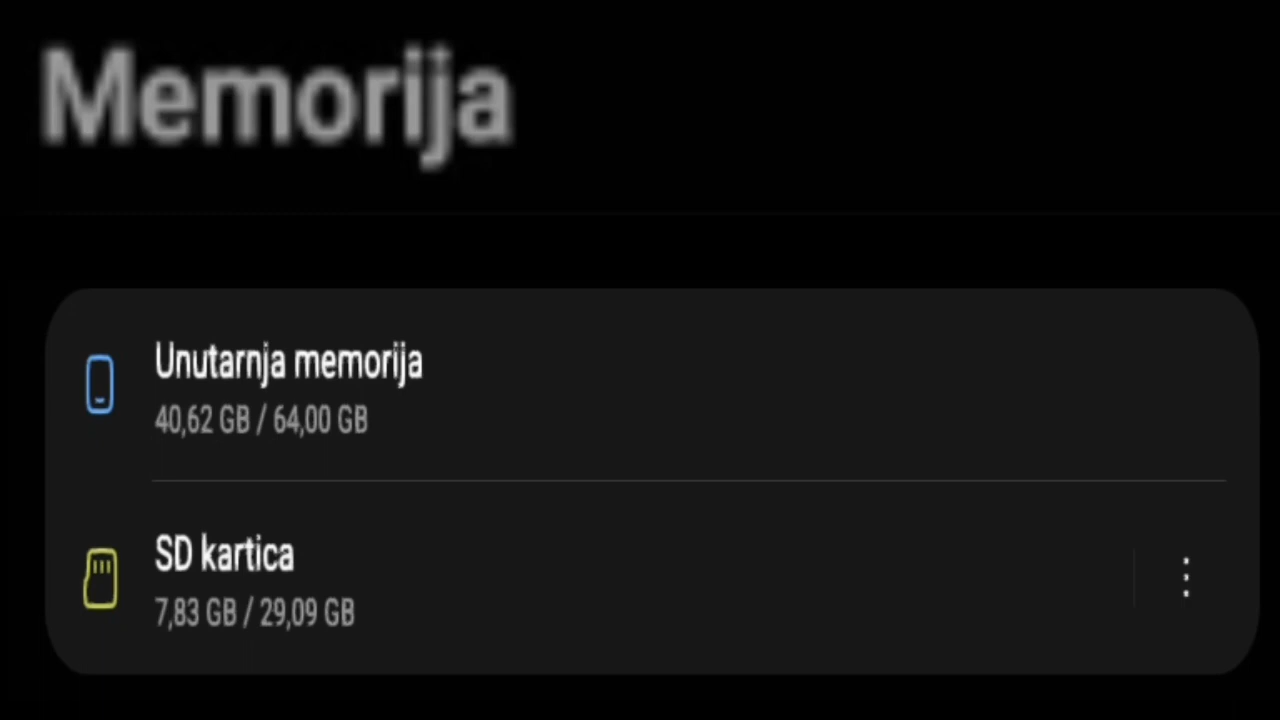 Memorija
Unutarnja memorija
40,62 GB / 64,00 GB
SD kartica
7,83 GB / 29,09 GB